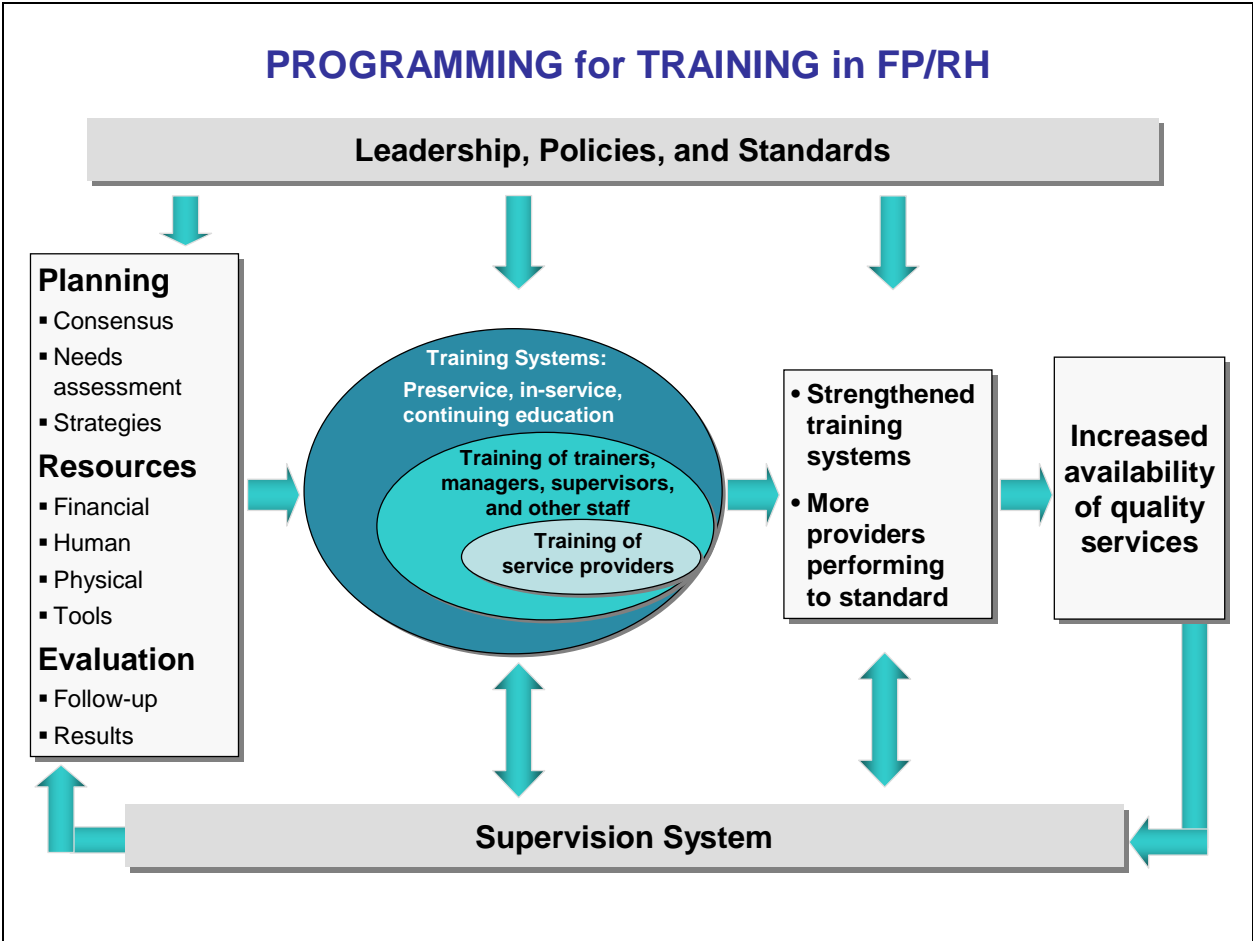 PROGRAMMING for TRAINING in FP/RH
Leadership, Policies, and Standards
Planning
▪ Consensus
▪ Needs
assessment
▪ Strategies
Resources
▪ Financial
▪ Human
▪ Physical
▪ Tools
Evaluation
▪ Follow-up
▪ Results
Training Systems:
Preservice, in-service,
continuing education
Training of trainers,
managers, supervisors,
and other staff
Training of
service providers
• Strengthened
training
systems
• More
providers
performing
to standard
Increased
availability
of quality
services
Supervision System